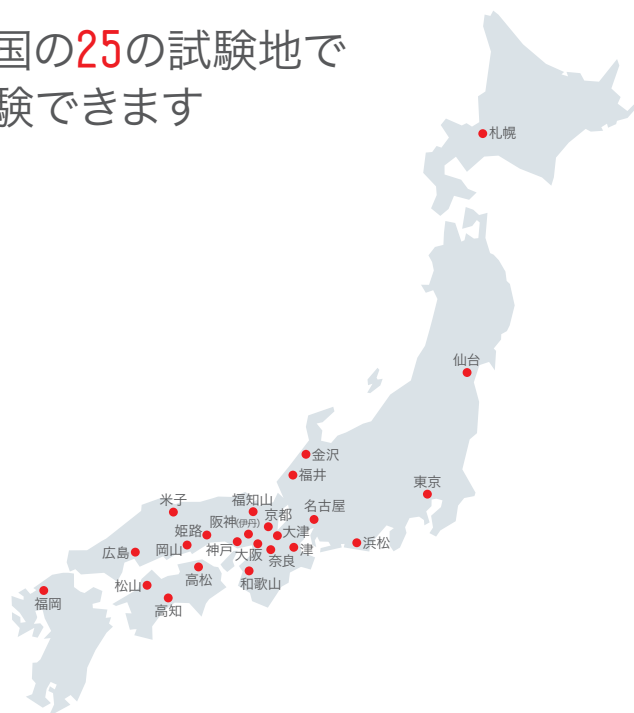 国の25の試験地で
験できます
札幌
仙台
金沢
福井
東京
米子
福知山
名古屋
阪神(伊丹)
京都
姫路
大津
浜松
広島
岡山
神戸
大阪
奈良
津
松山
高松
和歌山
福岡
高知